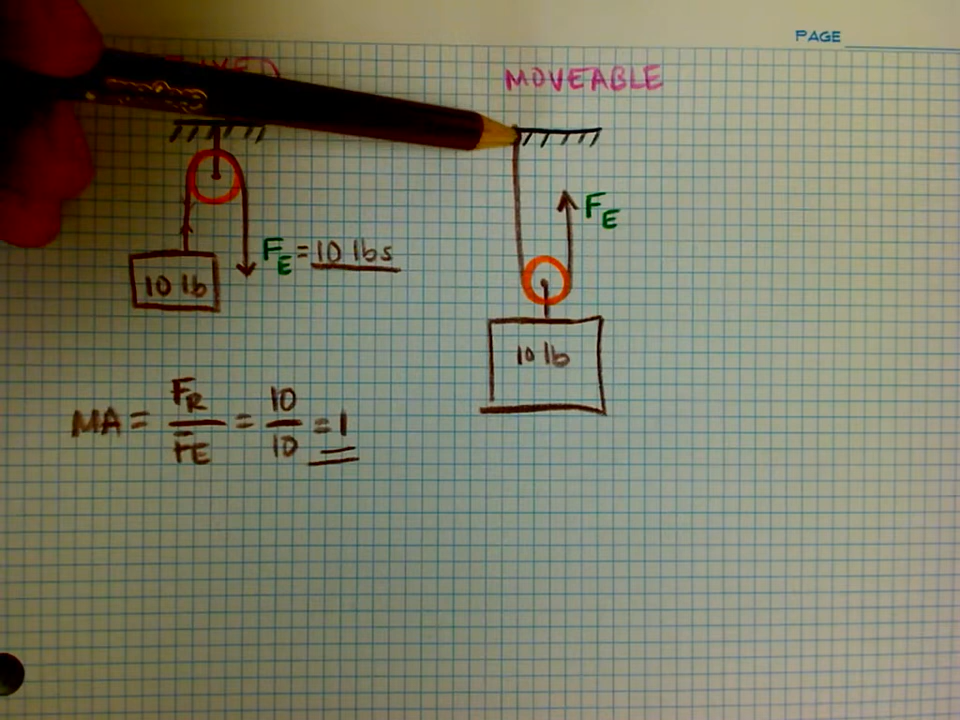 PAGE
MOVEABLE
F_E = 10 lbs
10 lb
F_E
10 lb
MA = F_R / F_E = 10 / 10 = 1